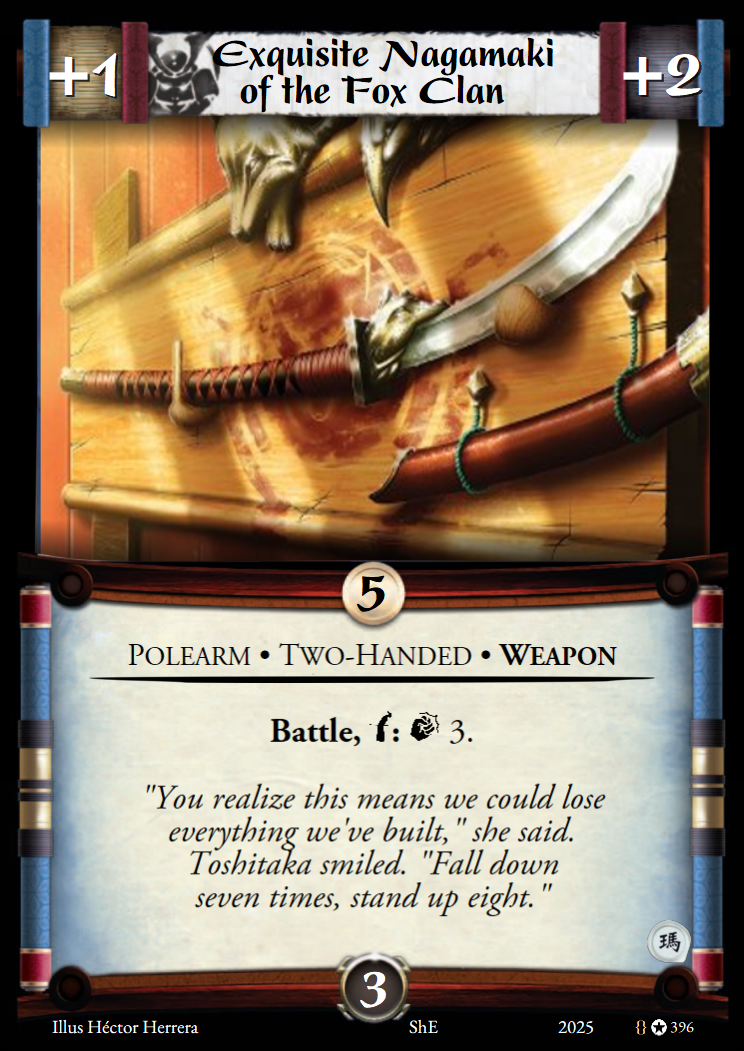 +1
Exquisite Nagamaki
of the Fox Clan
+2
5
POLEARM • TWO-HANDED • WEAPON
Battle, : 3.
"You realize this means we could lose
everything we've built," she said.
Toshitaka smiled. "Fall down
seven times, stand up eight."
瑪
3
Illus Héctor Herrera ShE 2025 {} ✪ 396